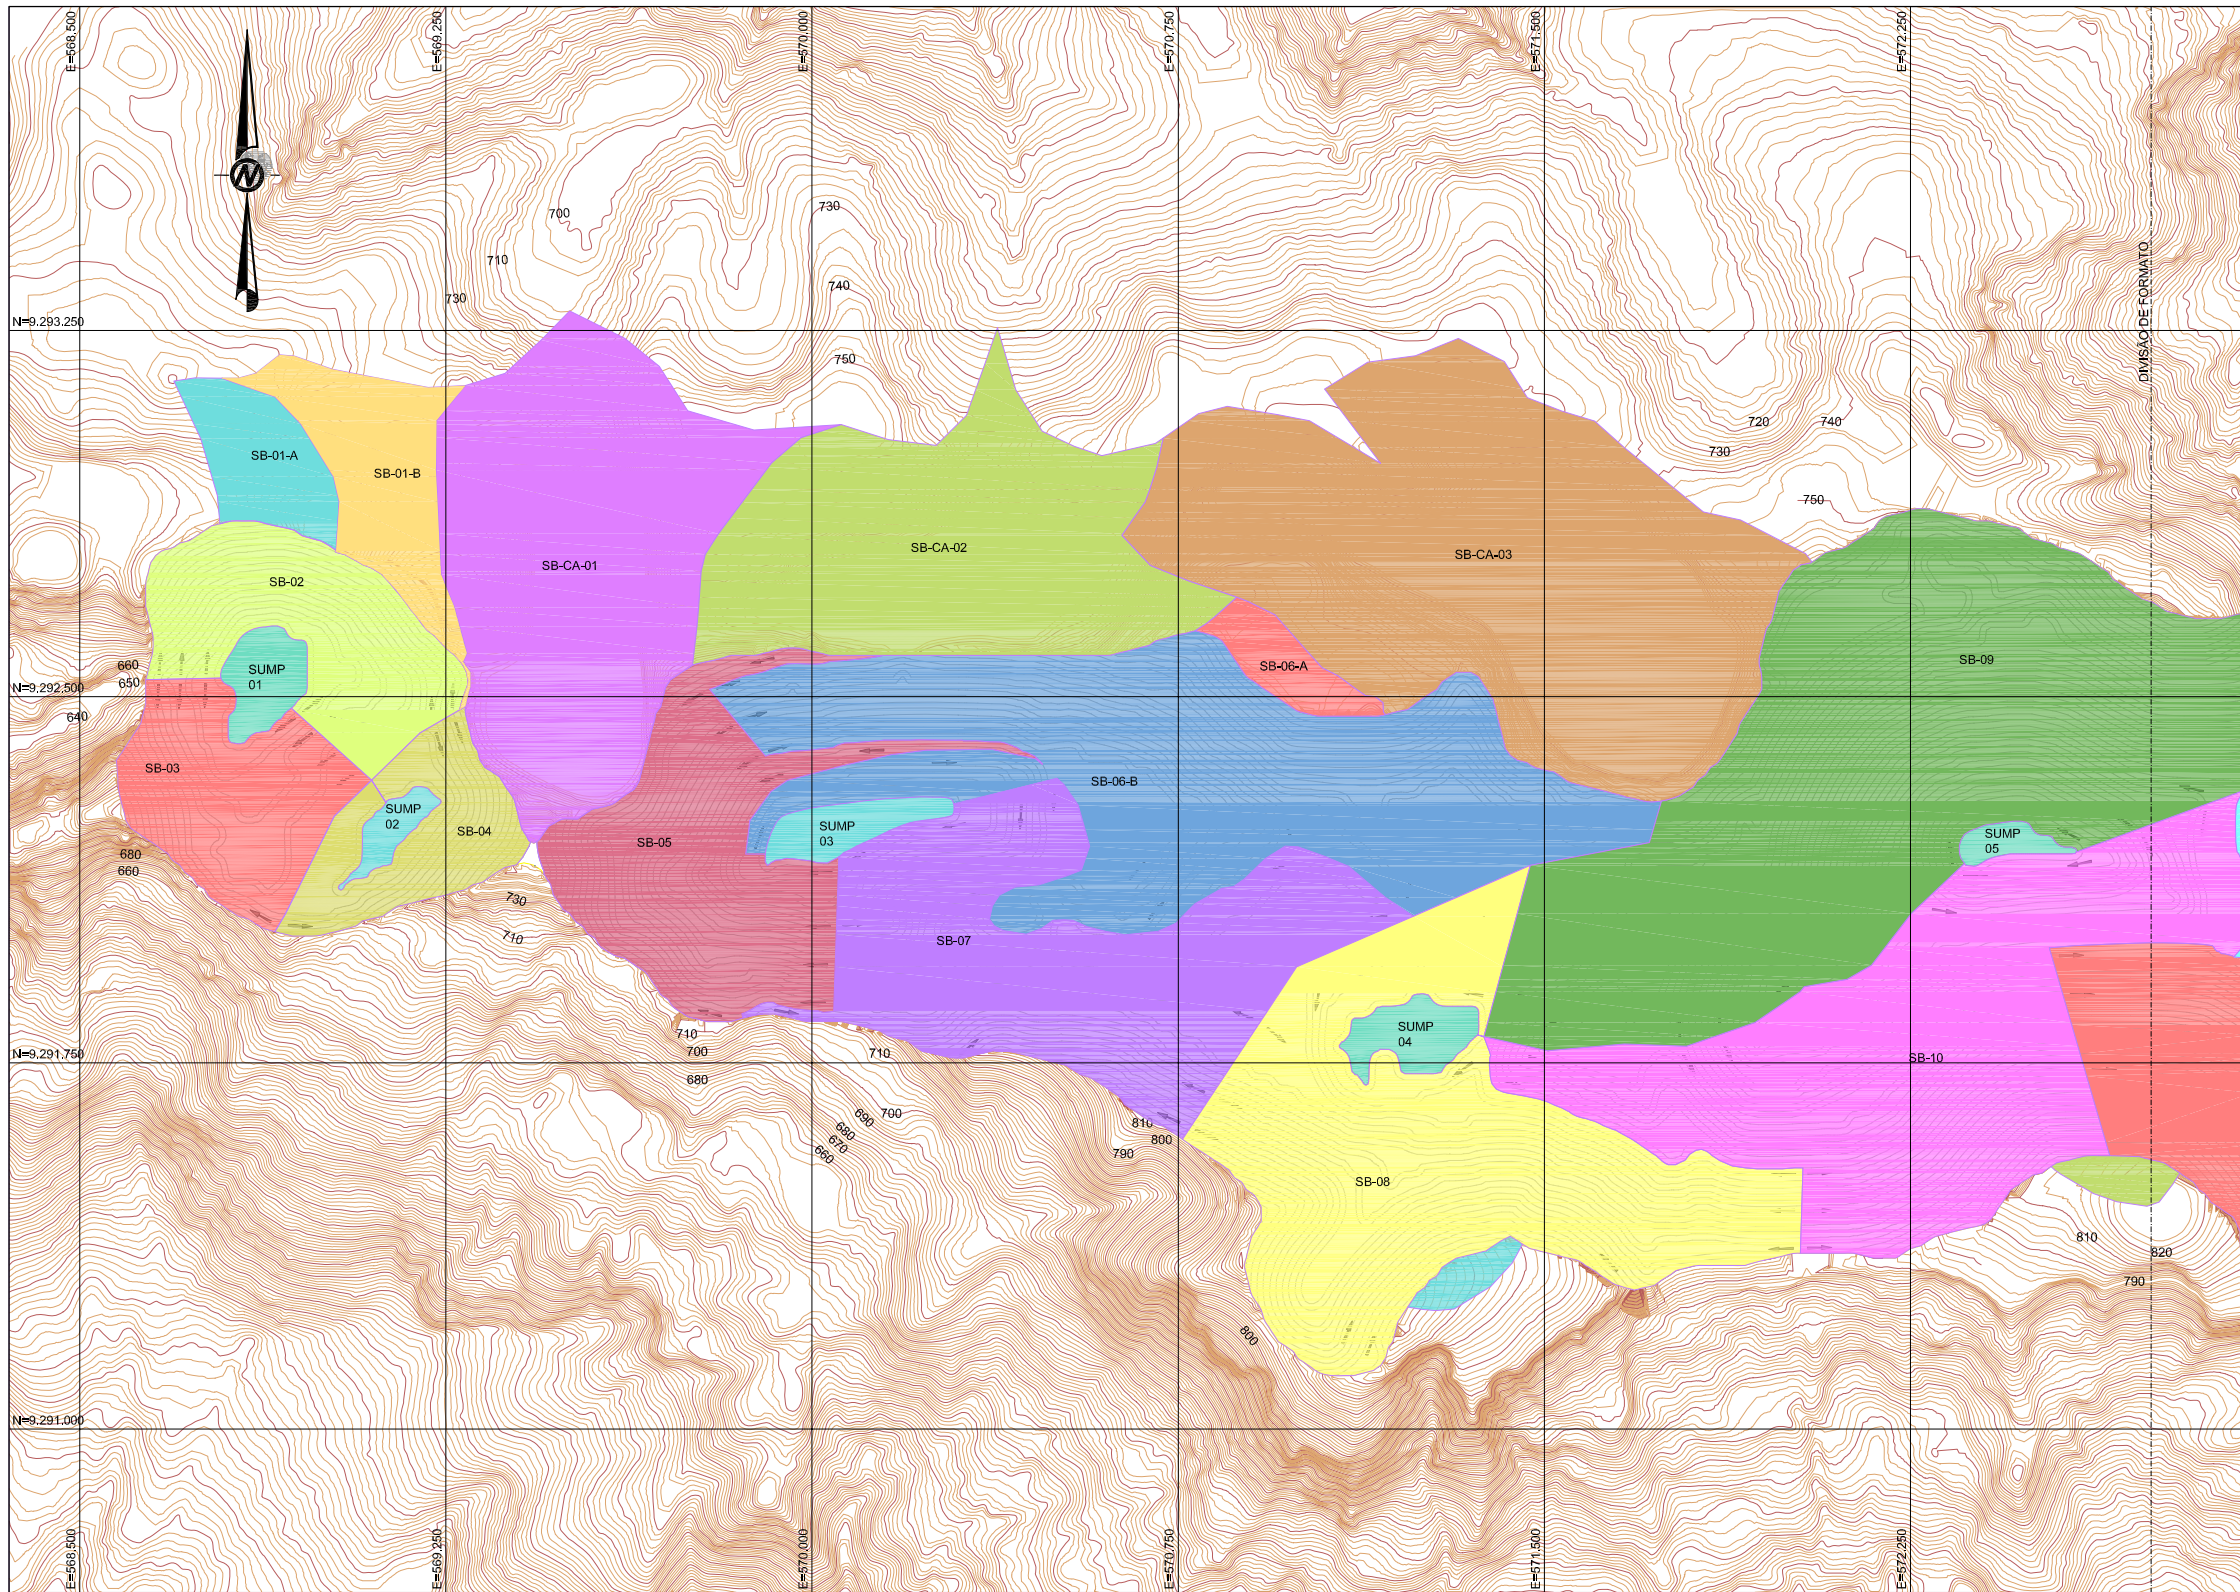 E=568.500
E=569.250
E=570.000
E=570.750
E=571.500
E=572.250
N
700
730
710
740
730
DIVISÃO DE FORMATO
N=9.293.250
750
720
740
730
750
SB-01-A
SB-01-B
SB-CA-01
SB-CA-02
SB-CA-03
SB-02
SB-09
SB-06-A
660
650
SUMP
01
N=9.292.500
640
SB-03
SB-06-B
SUMP
02
SB-04
SB-05
SUMP
03
SUMP
05
680
660
730
710
SB-07
SUMP
04
710
700
710
680
N=9.291.750
SB-10
690
700
680
670
660
810
800
790
SB-08
810
820
790
800
N=9.291.000
E=568.500
E=569.250
E=570.000
E=570.750
E=571.500
E=572.250